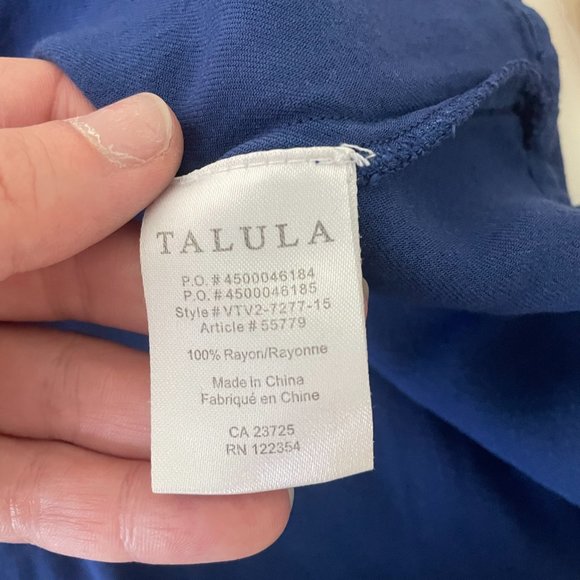 TALULA
P.O. # 4500046184
P.O. # 4500046185
Style # VTV2-7277-15
Article # 55779
100% Rayon/Rayonne
Made in China
Fabriqué en Chine
CA 23725
RN 122354